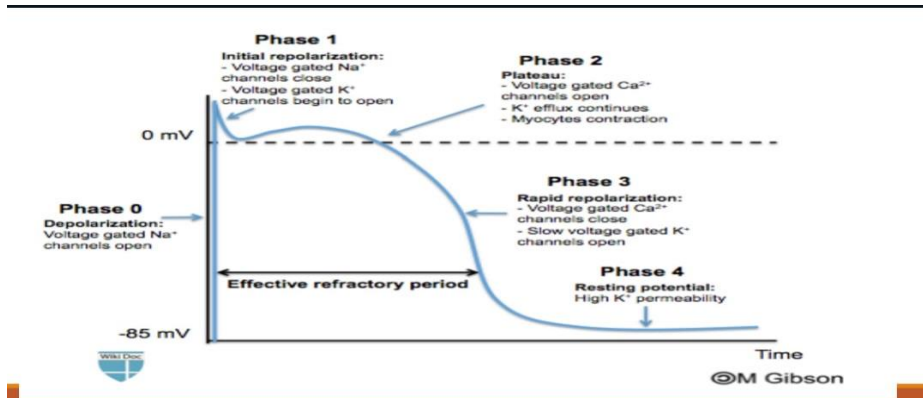 Phase 1
Initial repolarization:
- Voltage gated Na⁺
channels close
- Voltage gated K⁺
channels begin to open
Phase 2
Plateau:
- Voltage gated Ca²⁺
channels open
- K⁺ efflux continues
- Myocytes contraction
0 mV
Phase 3
Rapid repolarization:
- Voltage gated Ca²⁺
channels close
- Slow voltage gated K⁺
channels open
Phase 0
Depolarization:
Voltage gated Na⁺
channels open
Effective refractory period
Phase 4
Resting potential:
High K⁺ permeability
-85 mV
Time
Wiki Doc
©M Gibson